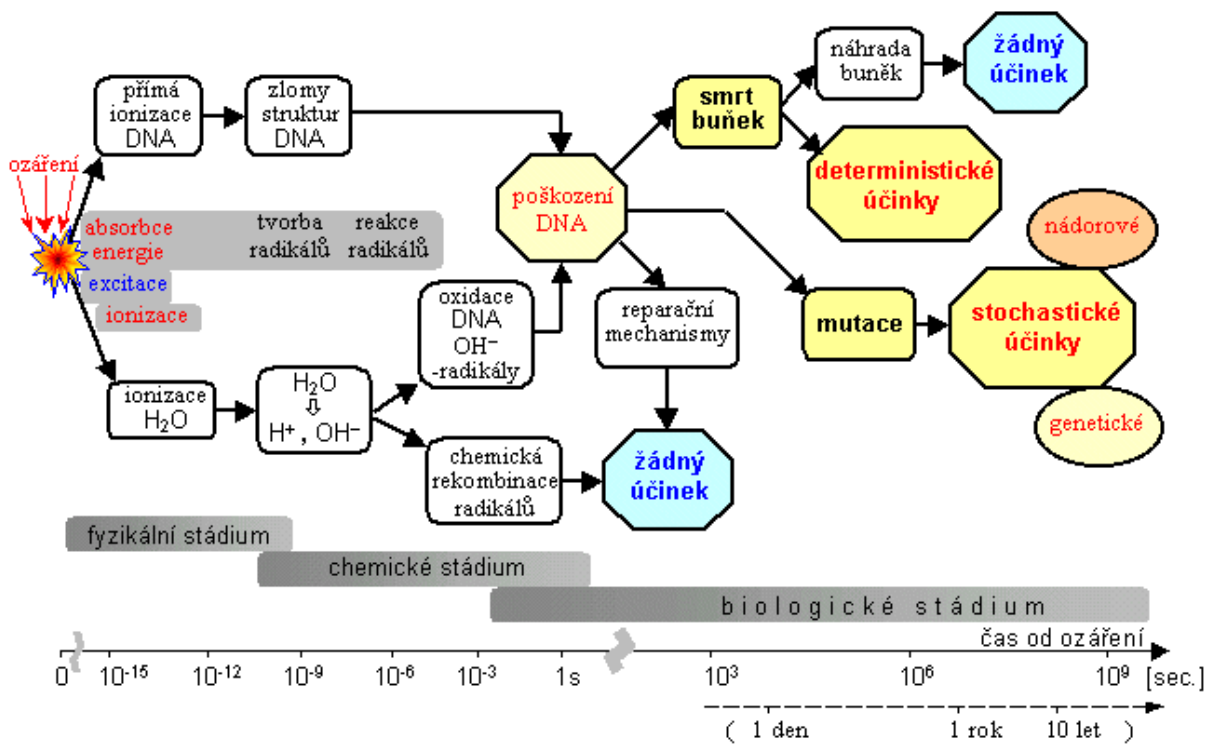 přímá
ionizace
DNA
zlomy
struktur
DNA
smrt
buňek
náhrada
buněk
žádný
účinek
ozáření
deterministické
účinky
poškození
DNA
absorbce
energie
tvorba
radikálů
reakce
radikálů
excitace
ionizace
nádorové
oxidace
DNA
OH⁻
-radikály
reparační
mechanismy
mutace
stochastické
účinky
ionizace
H₂O
H₂O
⇩
H⁺ , OH⁻
genetické
chemická
rekombinace
radikálů
žádný
účinek
fyzikální stádium
chemické stádium
biologické stádium
čas od ozáření
0 10⁻¹⁵ 10⁻¹² 10⁻⁹ 10⁻⁶ 10⁻³ 1s 10³ 10⁶ 10⁹ [sec.]
( 1 den 1 rok 10 let )